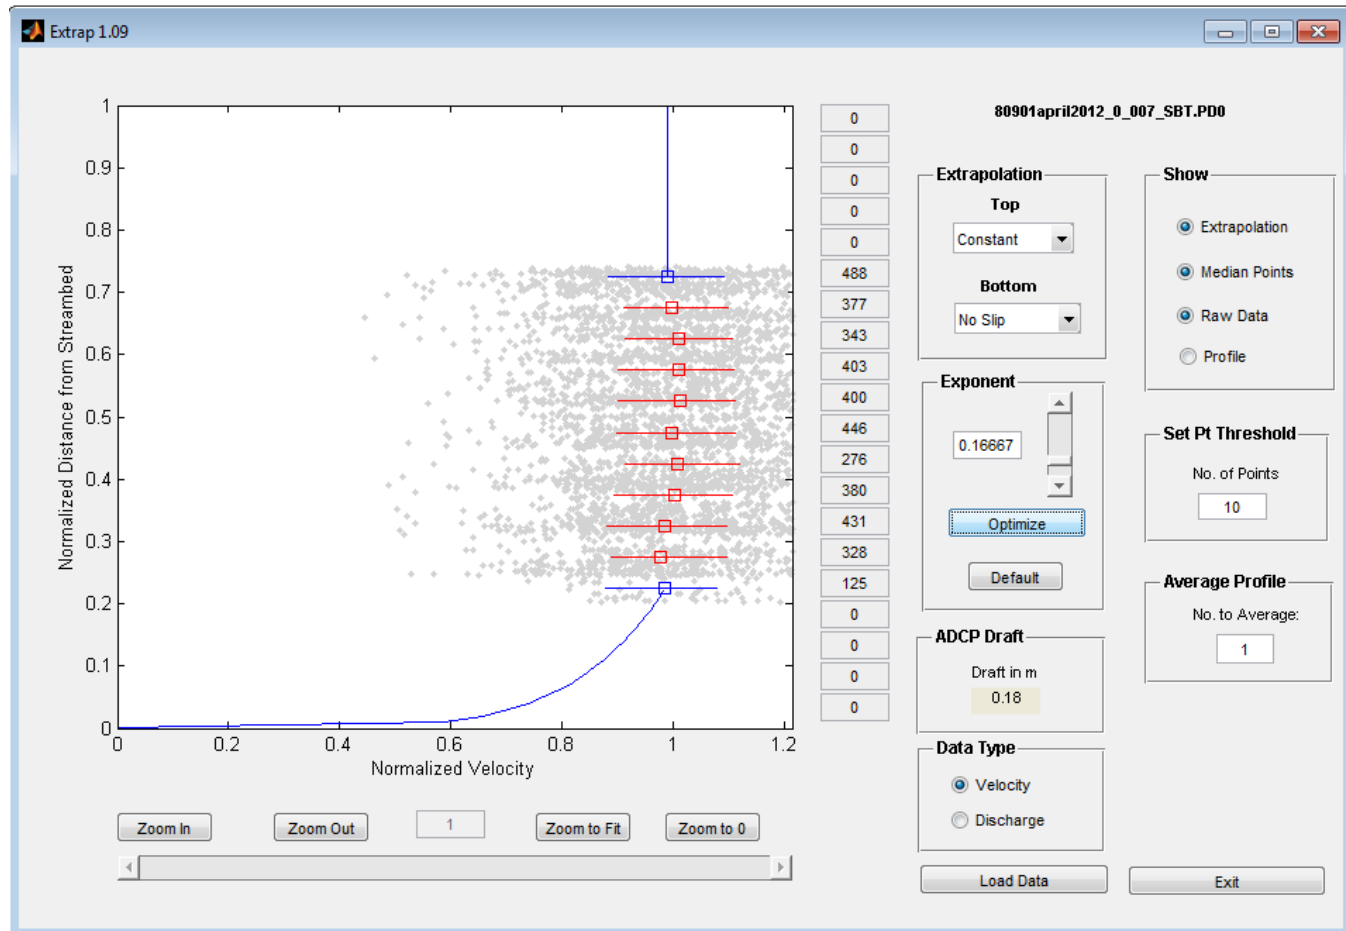 Extrap 1.09
80901april2012_0_007_SBT.PD0
1
0.9
0.8
0.7
0.6
0.5
0.4
0.3
0.2
0.1
0
Normalized Distance from Streambed
0
0.2
0.4
0.6
0.8
1
1.2
Normalized Velocity
0
0
0
0
0
488
377
343
403
400
446
276
380
431
328
125
0
0
0
0
Extrapolation
Top
Constant
Bottom
No Slip
Show
Extrapolation
Median Points
Raw Data
Profile
Exponent
0.16667
Optimize
Default
Set Pt Threshold
No. of Points
10
Average Profile
No. to Average:
1
ADCP Draft
Draft in m
0.18
Data Type
Velocity
Discharge
Zoom In
Zoom Out
1
Zoom to Fit
Zoom to 0
Load Data
Exit